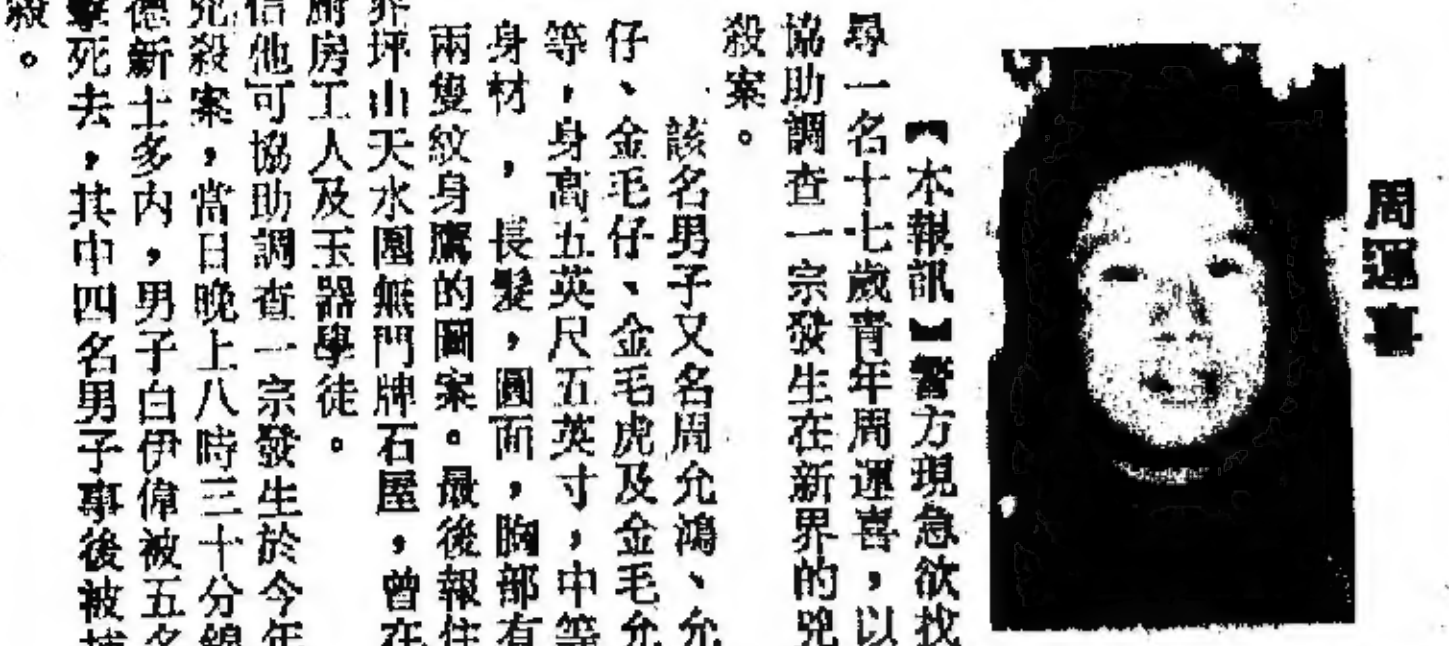 周運喜
【本報訊】警方現急欲找
尋一名十七歲青年周運喜，以
協助調查一宗發生在新界的兇
殺案。
該名男子又名周允鴻、允
仔、金毛仔、金毛虎及金毛允
等，身高五英尺五英寸，中等
身材，長髮，圓面，胸部有
兩隻紋身鷹的圖案。最後報住
界坪山天水圍無門牌石屋，曾在
廚房工人及玉器學徒。
信他可協助調查一宗發生於今年
兇殺案，當日晚上八時三十分
德新士多內，男子白伊偉被五名
擊死去，其中四名男子事後被捕
殺。